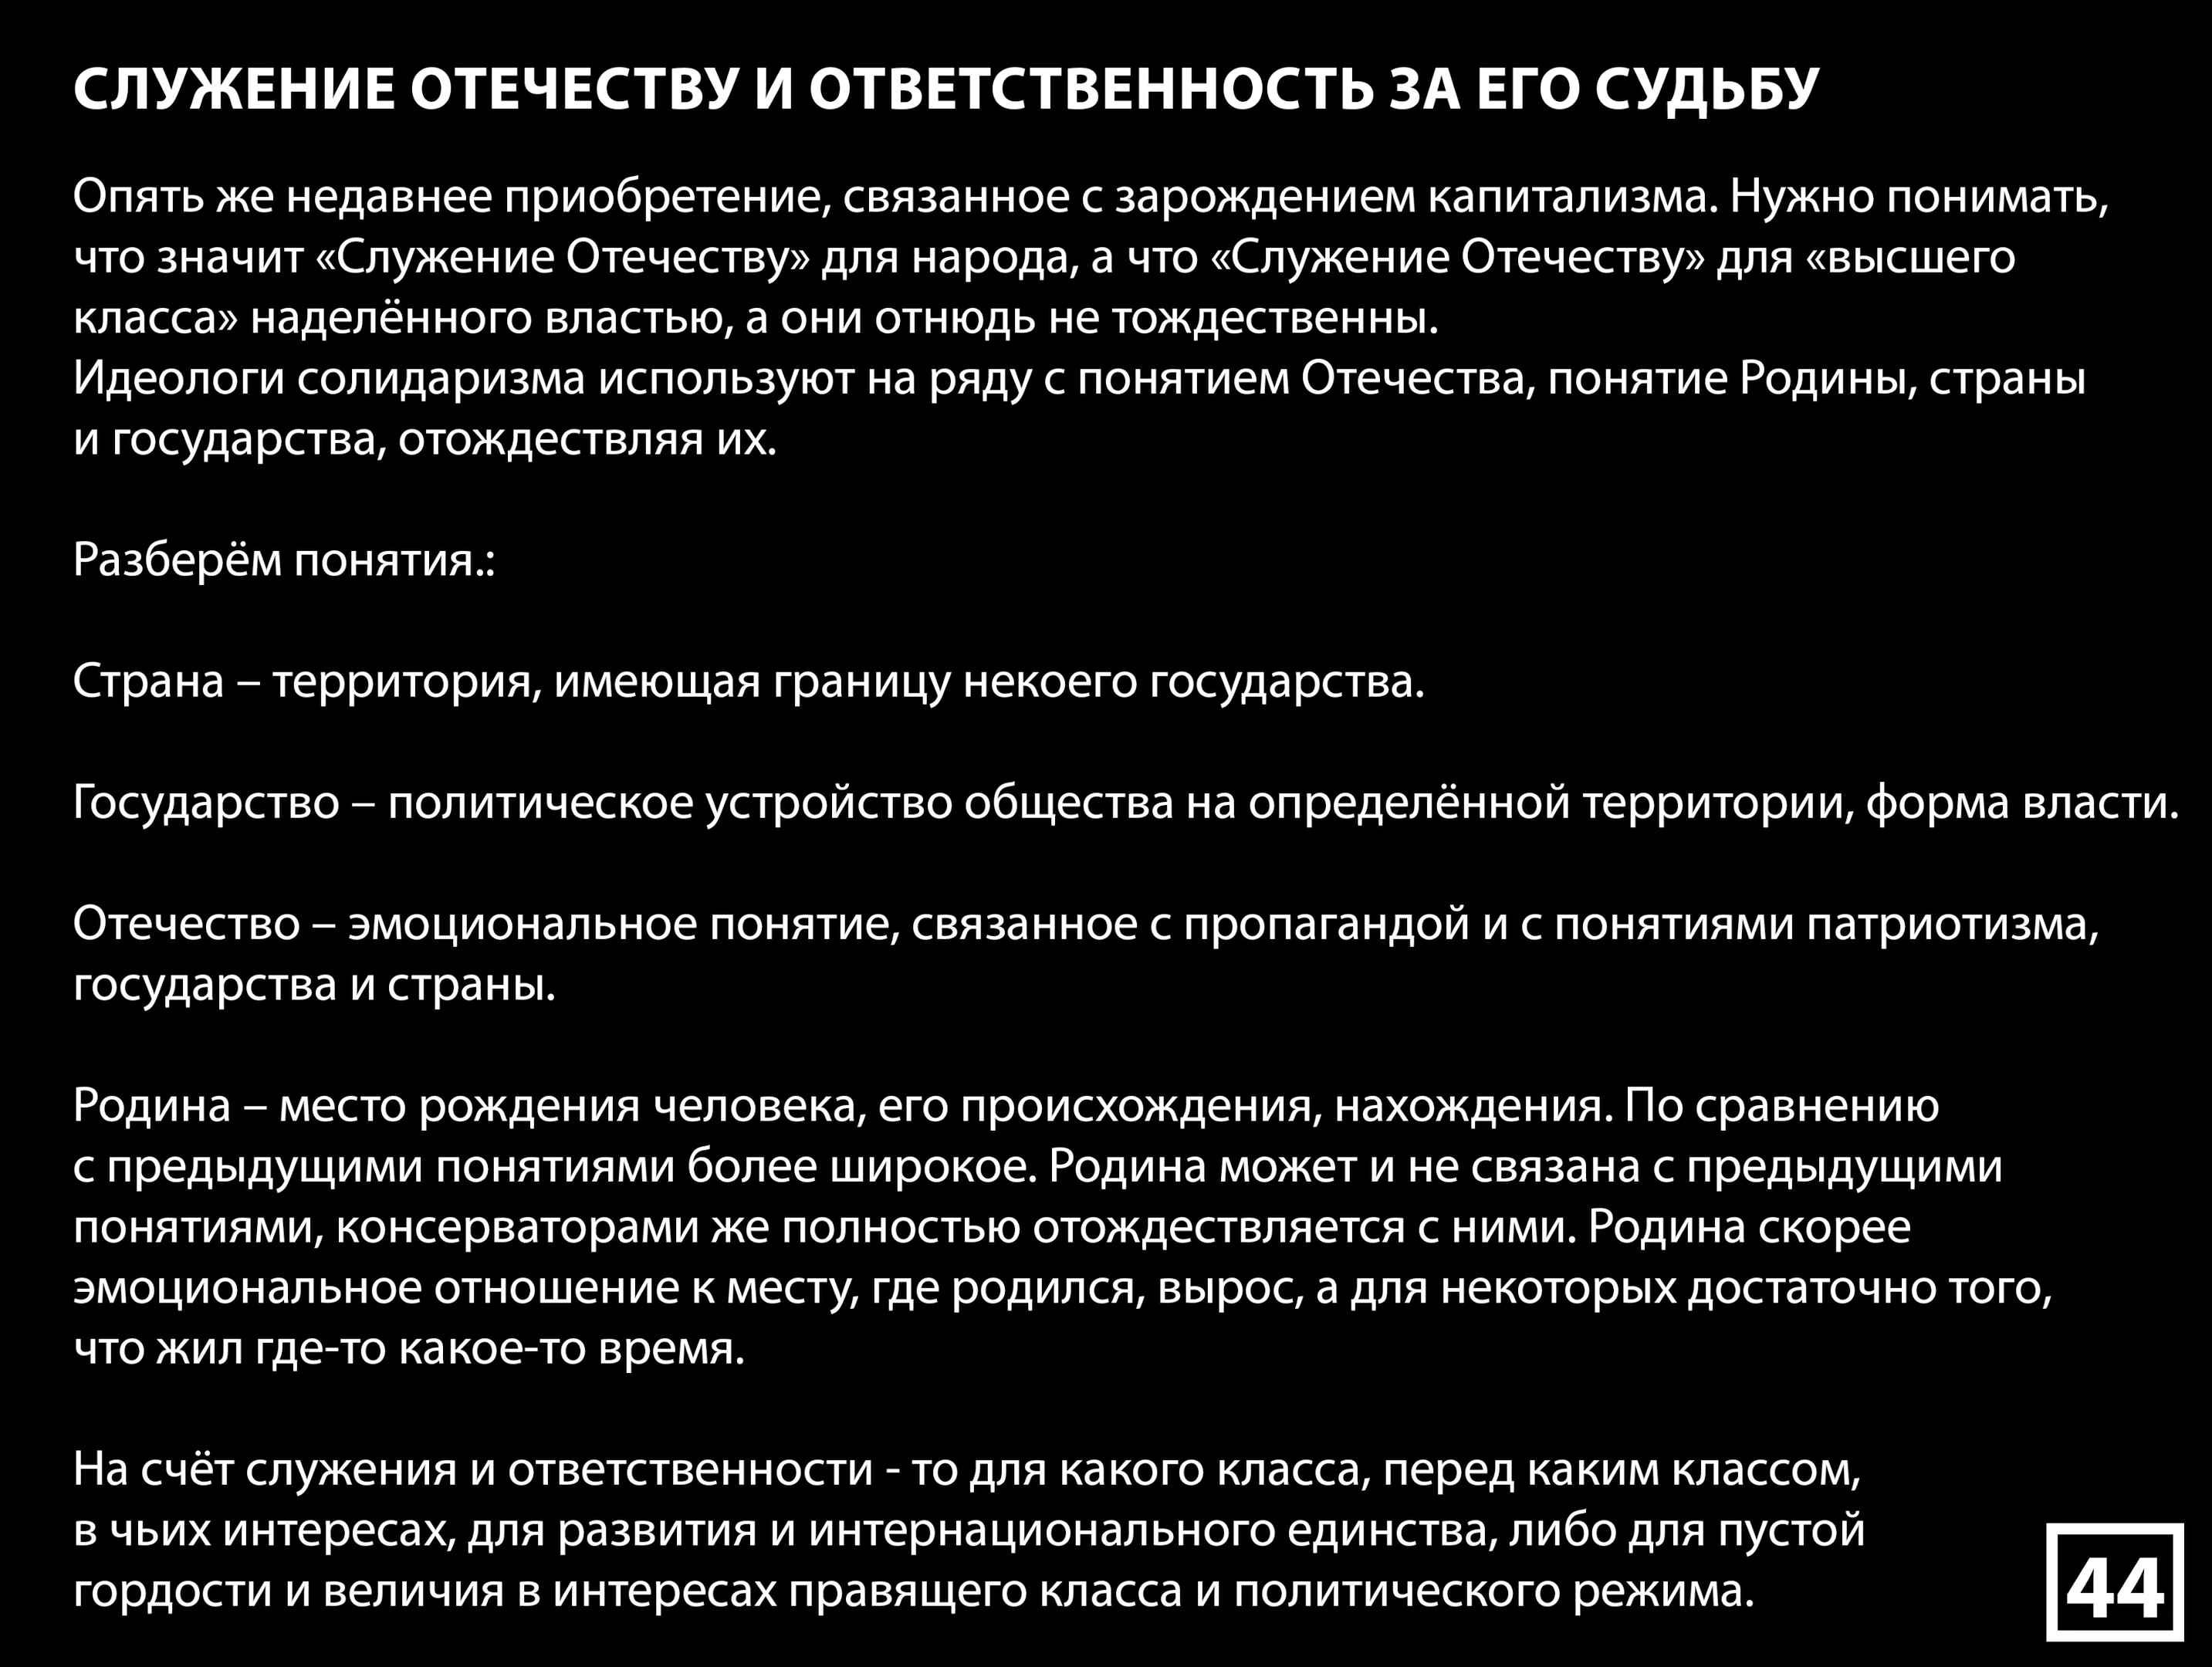 СЛУЖЕНИЕ ОТЕЧЕСТВУ И ОТВЕТСТВЕННОСТЬ ЗА ЕГО СУДЬБУ
Опять же недавнее приобретение, связанное с зарождением капитализма. Нужно понимать,
что значит «Служение Отечеству» для народа, а что «Служение Отечеству» для «высшего
класса» наделённого властью, а они отнюдь не тождественны.
Идеологи солидаризма используют на ряду с понятием Отечества, понятие Родины, страны
и государства, отождествляя их.
Разберём понятия.:
Страна – территория, имеющая границу некоего государства.
Государство – политическое устройство общества на определённой территории, форма власти.
Отечество – эмоциональное понятие, связанное с пропагандой и с понятиями патриотизма,
государства и страны.
Родина – место рождения человека, его происхождения, нахождения. По сравнению
с предыдущими понятиями более широкое. Родина может и не связана с предыдущими
понятиями, консерваторами же полностью отождествляется с ними. Родина скорее
эмоциональное отношение к месту, где родился, вырос, а для некоторых достаточно того,
что жил где-то какое-то время.
На счёт служения и ответственности - то для какого класса, перед каким классом,
в чьих интересах, для развития и интернационального единства, либо для пустой
гордости и величия в интересах правящего класса и политического режима.
44